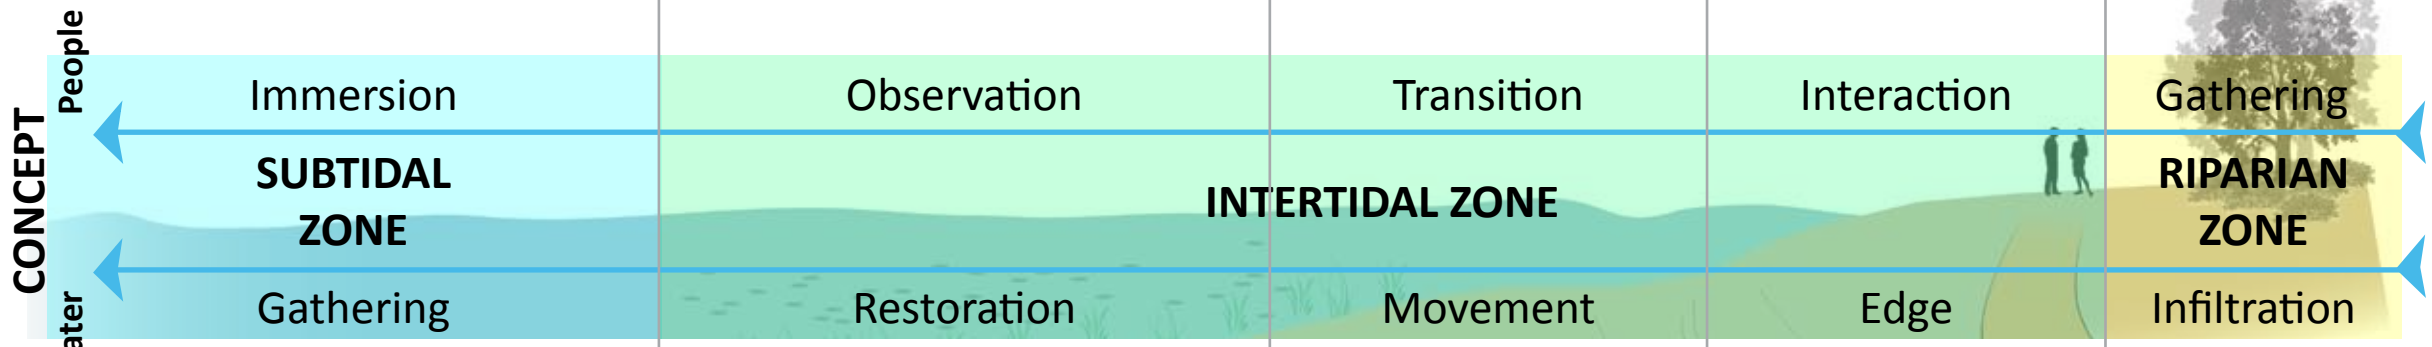 CONCEPT
People
Immersion
Observation
Transition
Interaction
Gathering
SUBTIDAL
ZONE
INTERTIDAL ZONE
RIPARIAN
ZONE
ater
Gathering
Restoration
Movement
Edge
Infiltration